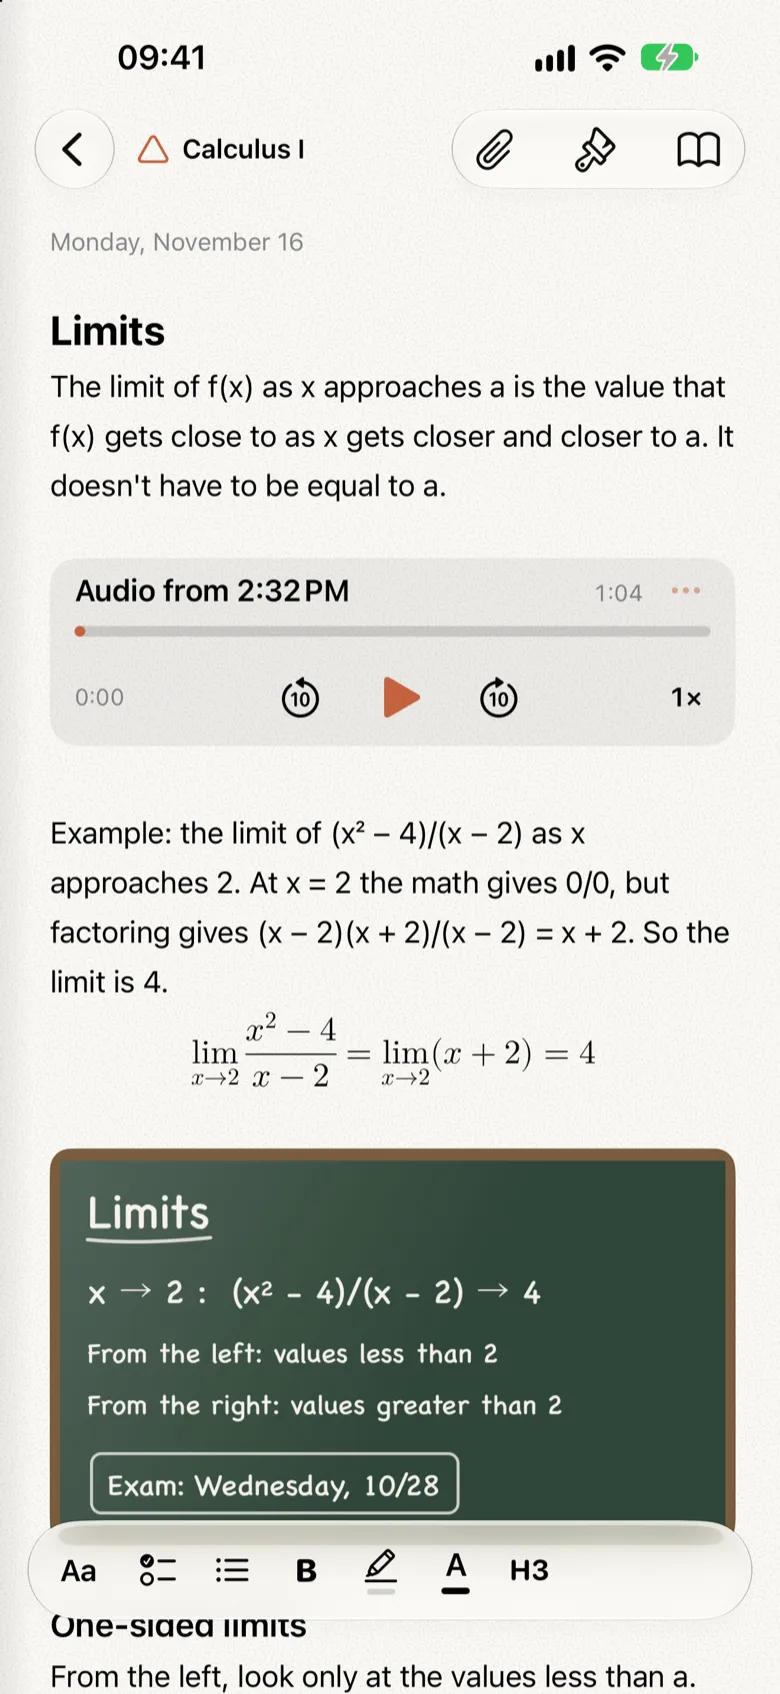 09:41
Calculus I
Monday, November 16
Limits
The limit of f(x) as x approaches a is the value that
f(x) gets close to as x gets closer and closer to a. It
doesn't have to be equal to a.
Audio from 2:32 PM
1:04
0:00
10
10
1×
Example: the limit of (x² – 4)/(x – 2) as x
approaches 2. At x = 2 the math gives 0/0, but
factoring gives (x – 2)(x + 2)/(x – 2) = x + 2. So the
limit is 4.
lim x→2 (x² − 4)/(x − 2) = lim x→2 (x + 2) = 4
Limits
x → 2 : (x² – 4)/(x – 2) → 4
From the left: values less than 2
From the right: values greater than 2
Exam: Wednesday, 10/28
Aa
B
A
H3
One-sided limits
From the left, look only at the values less than a.